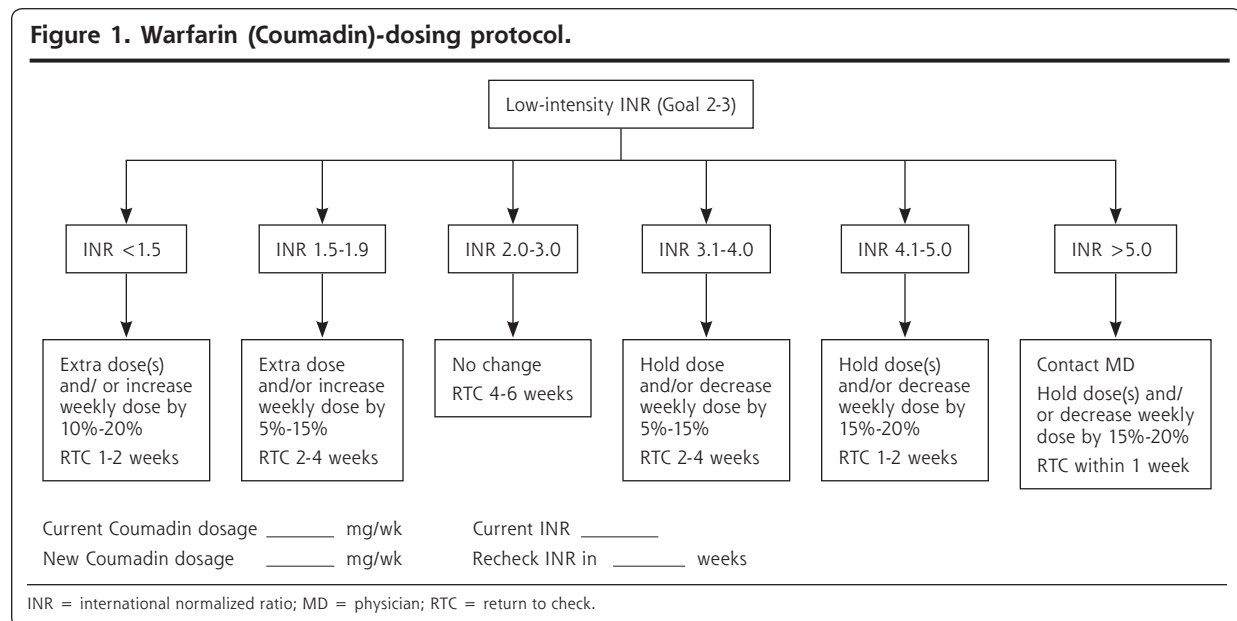 Figure 1. Warfarin (Coumadin)-dosing protocol.
Low-intensity INR (Goal 2-3)
INR <1.5
INR 1.5-1.9
INR 2.0-3.0
INR 3.1-4.0
INR 4.1-5.0
INR >5.0
Extra dose(s)
and/ or increase
weekly dose by
10%-20%
RTC 1-2 weeks
Extra dose
and/or increase
weekly dose by
5%-15%
RTC 2-4 weeks
No change
RTC 4-6 weeks
Hold dose
and/or decrease
weekly dose by
5%-15%
RTC 2-4 weeks
Hold dose(s)
and/or decrease
weekly dose by
15%-20%
RTC 1-2 weeks
Contact MD
Hold dose(s) and/
or decrease weekly
dose by 15%-20%
RTC within 1 week
Current Coumadin dosage _______ mg/wk
Current INR ________
New Coumadin dosage _______ mg/wk
Recheck INR in ________ weeks
INR = international normalized ratio; MD = physician; RTC = return to check.